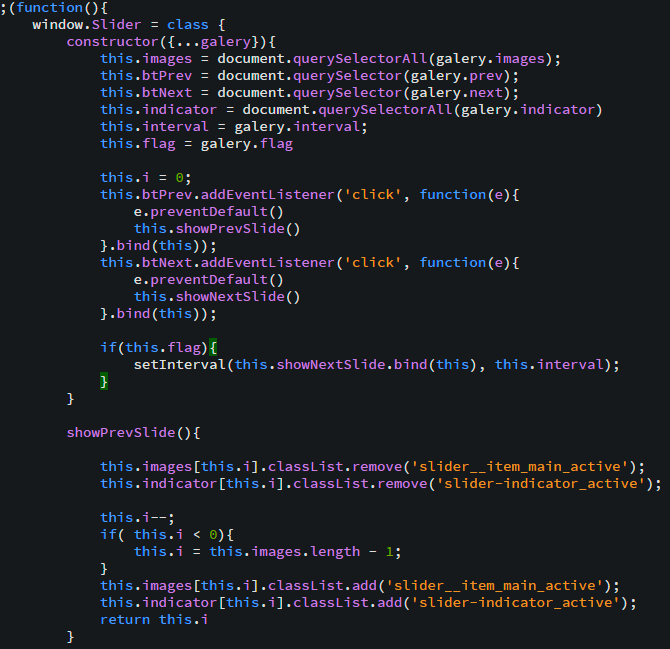 ;(function(){
    window.Slider = class {
        constructor({...galery}){
            this.images = document.querySelectorAll(galery.images);
            this.btPrev = document.querySelector(galery.prev);
            this.btNext = document.querySelector(galery.next);
            this.indicator = document.querySelectorAll(galery.indicator)
            this.interval = galery.interval;
            this.flag = galery.flag

            this.i = 0;
            this.btPrev.addEventListener('click', function(e){
                e.preventDefault()
                this.showPrevSlide()
            }.bind(this));
            this.btNext.addEventListener('click', function(e){
                e.preventDefault()
                this.showNextSlide()
            }.bind(this));

            if(this.flag){
                setInterval(this.showNextSlide.bind(this), this.interval);
            }
        }

        showPrevSlide(){

            this.images[this.i].classList.remove('slider__item_main_active');
            this.indicator[this.i].classList.remove('slider-indicator_active');

            this.i--;
            if( this.i < 0){
                this.i = this.images.length - 1;
            }
            this.images[this.i].classList.add('slider__item_main_active');
            this.indicator[this.i].classList.add('slider-indicator_active');
            return this.i
        }